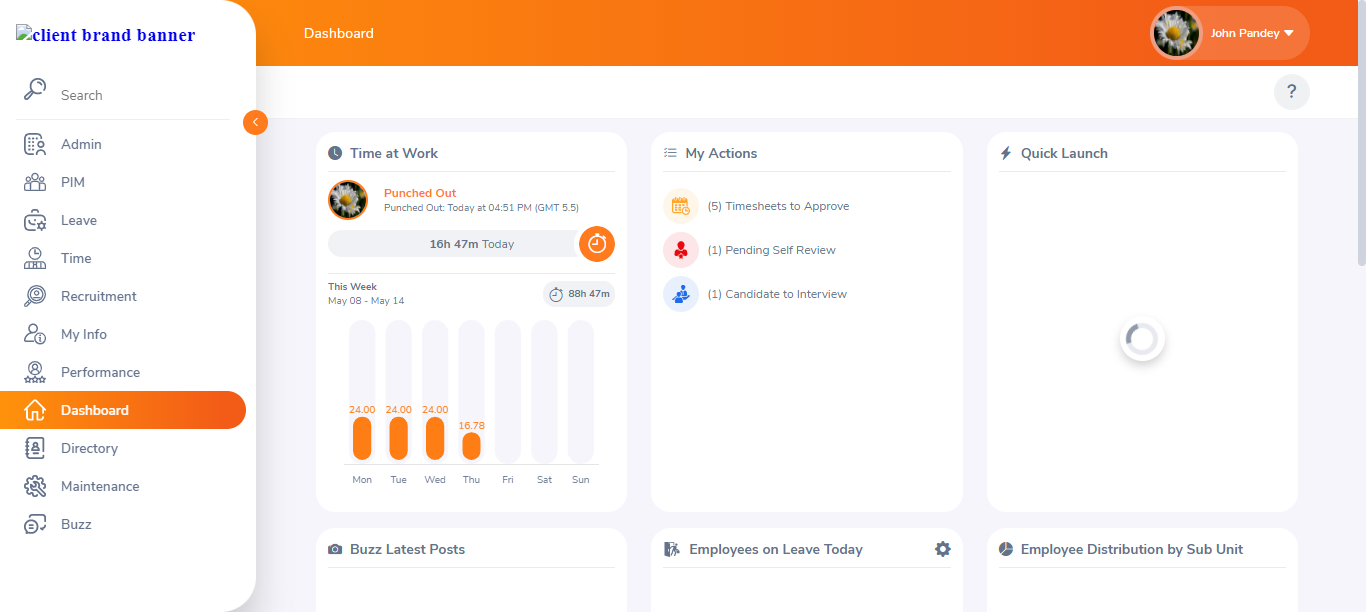 client brand banner
Dashboard
John Pandey
Search
?
Admin
PIM
Leave
Time
Recruitment
My Info
Performance
Dashboard
Directory
Maintenance
Buzz
Time at Work
Punched Out
Punched Out: Today at 04:51 PM (GMT 5.5)
16h 47m Today
This Week
May 08 - May 14
88h 47m
24.00 24.00 24.00 16.78
Mon Tue Wed Thu Fri Sat Sun
My Actions
(5) Timesheets to Approve
(1) Pending Self Review
(1) Candidate to Interview
Quick Launch
Buzz Latest Posts
Employees on Leave Today
Employee Distribution by Sub Unit